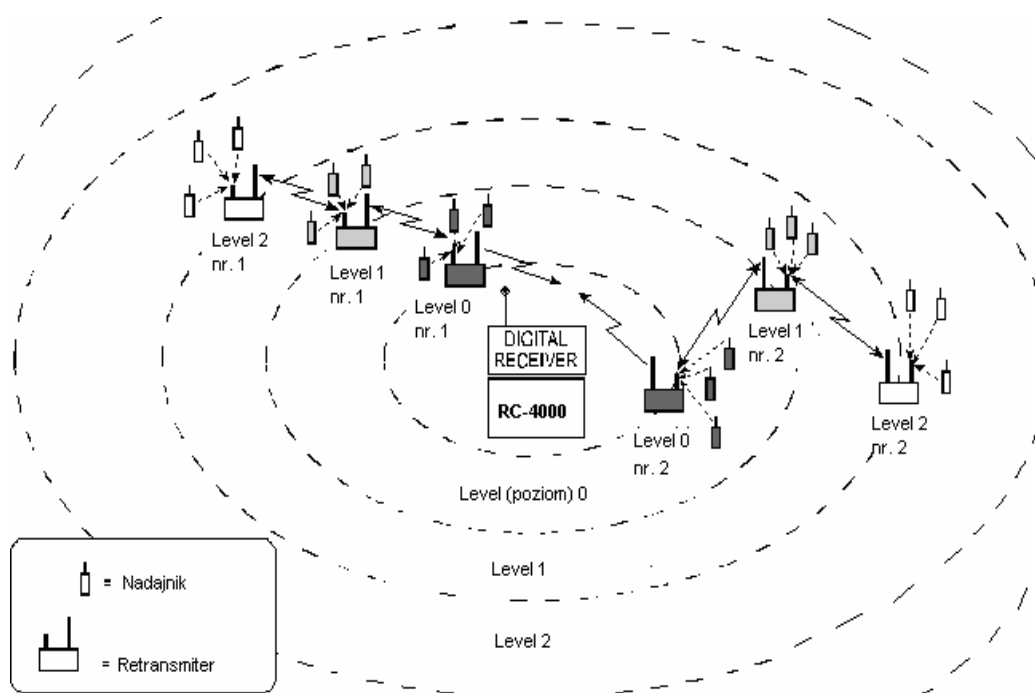 Level 2
nr. 1
Level 1
nr. 1
Level 0
nr. 1
DIGITAL
RECEIVER
RC-4000
Level 1
nr. 2
Level 0
nr. 2
Level 2
nr. 2
Level (poziom) 0
Level 1
Level 2
= Nadajnik
= Retransmiter